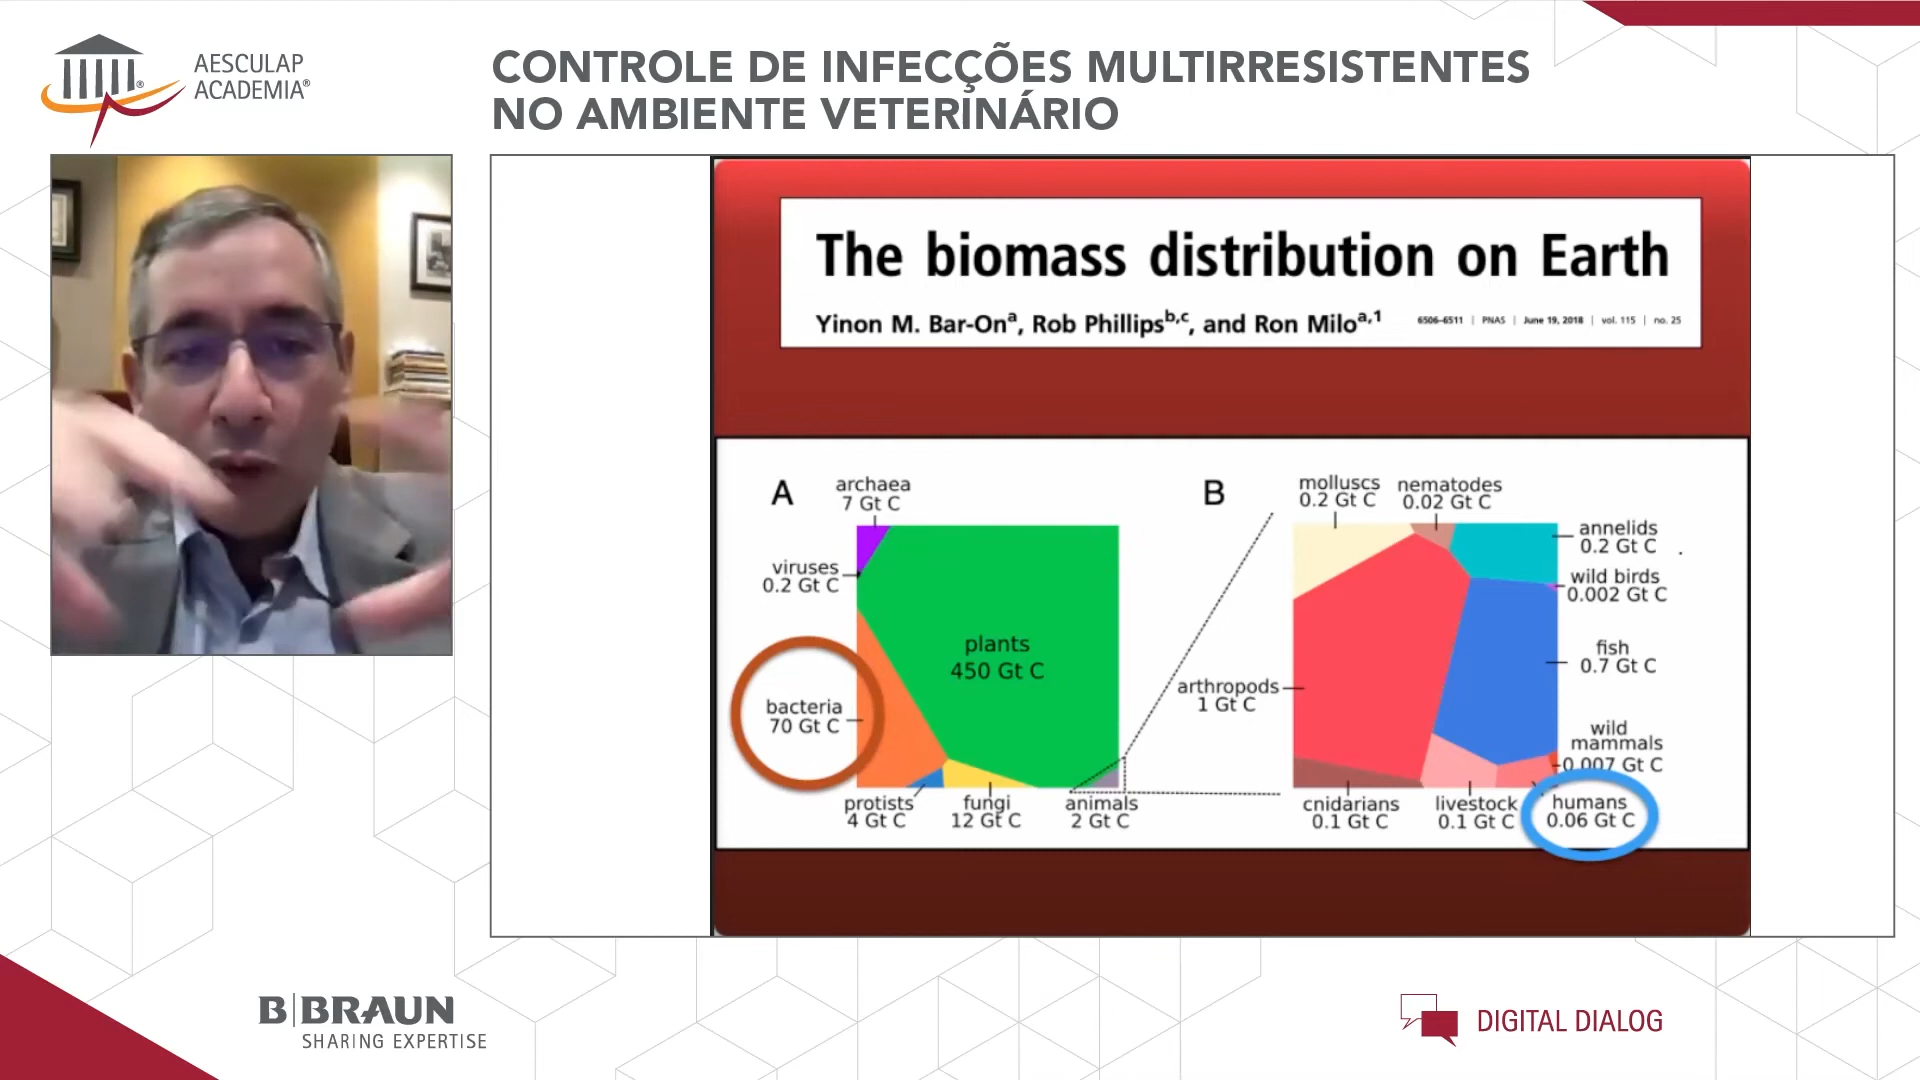 AESCULAP
ACADEMIA®
CONTROLE DE INFECÇÕES MULTIRRESISTENTES
NO AMBIENTE VETERINÁRIO
The biomass distribution on Earth
Yinon M. Bar-Onᵃ, Rob Phillipsᵇ,ᶜ, and Ron Miloᵃ,¹
6506–6511 | PNAS | June 19, 2018 | vol. 115 | no. 25
A
archaea
7 Gt C
viruses
0.2 Gt C
plants
450 Gt C
bacteria
70 Gt C
protists
4 Gt C
fungi
12 Gt C
animals
2 Gt C
B
molluscs
0.2 Gt C
nematodes
0.02 Gt C
annelids
0.2 Gt C
wild birds
0.002 Gt C
fish
0.7 Gt C
arthropods
1 Gt C
wild
mammals
0.007 Gt C
cnidarians
0.1 Gt C
livestock
0.1 Gt C
humans
0.06 Gt C
B|BRAUN
SHARING EXPERTISE
DIGITAL DIALOG